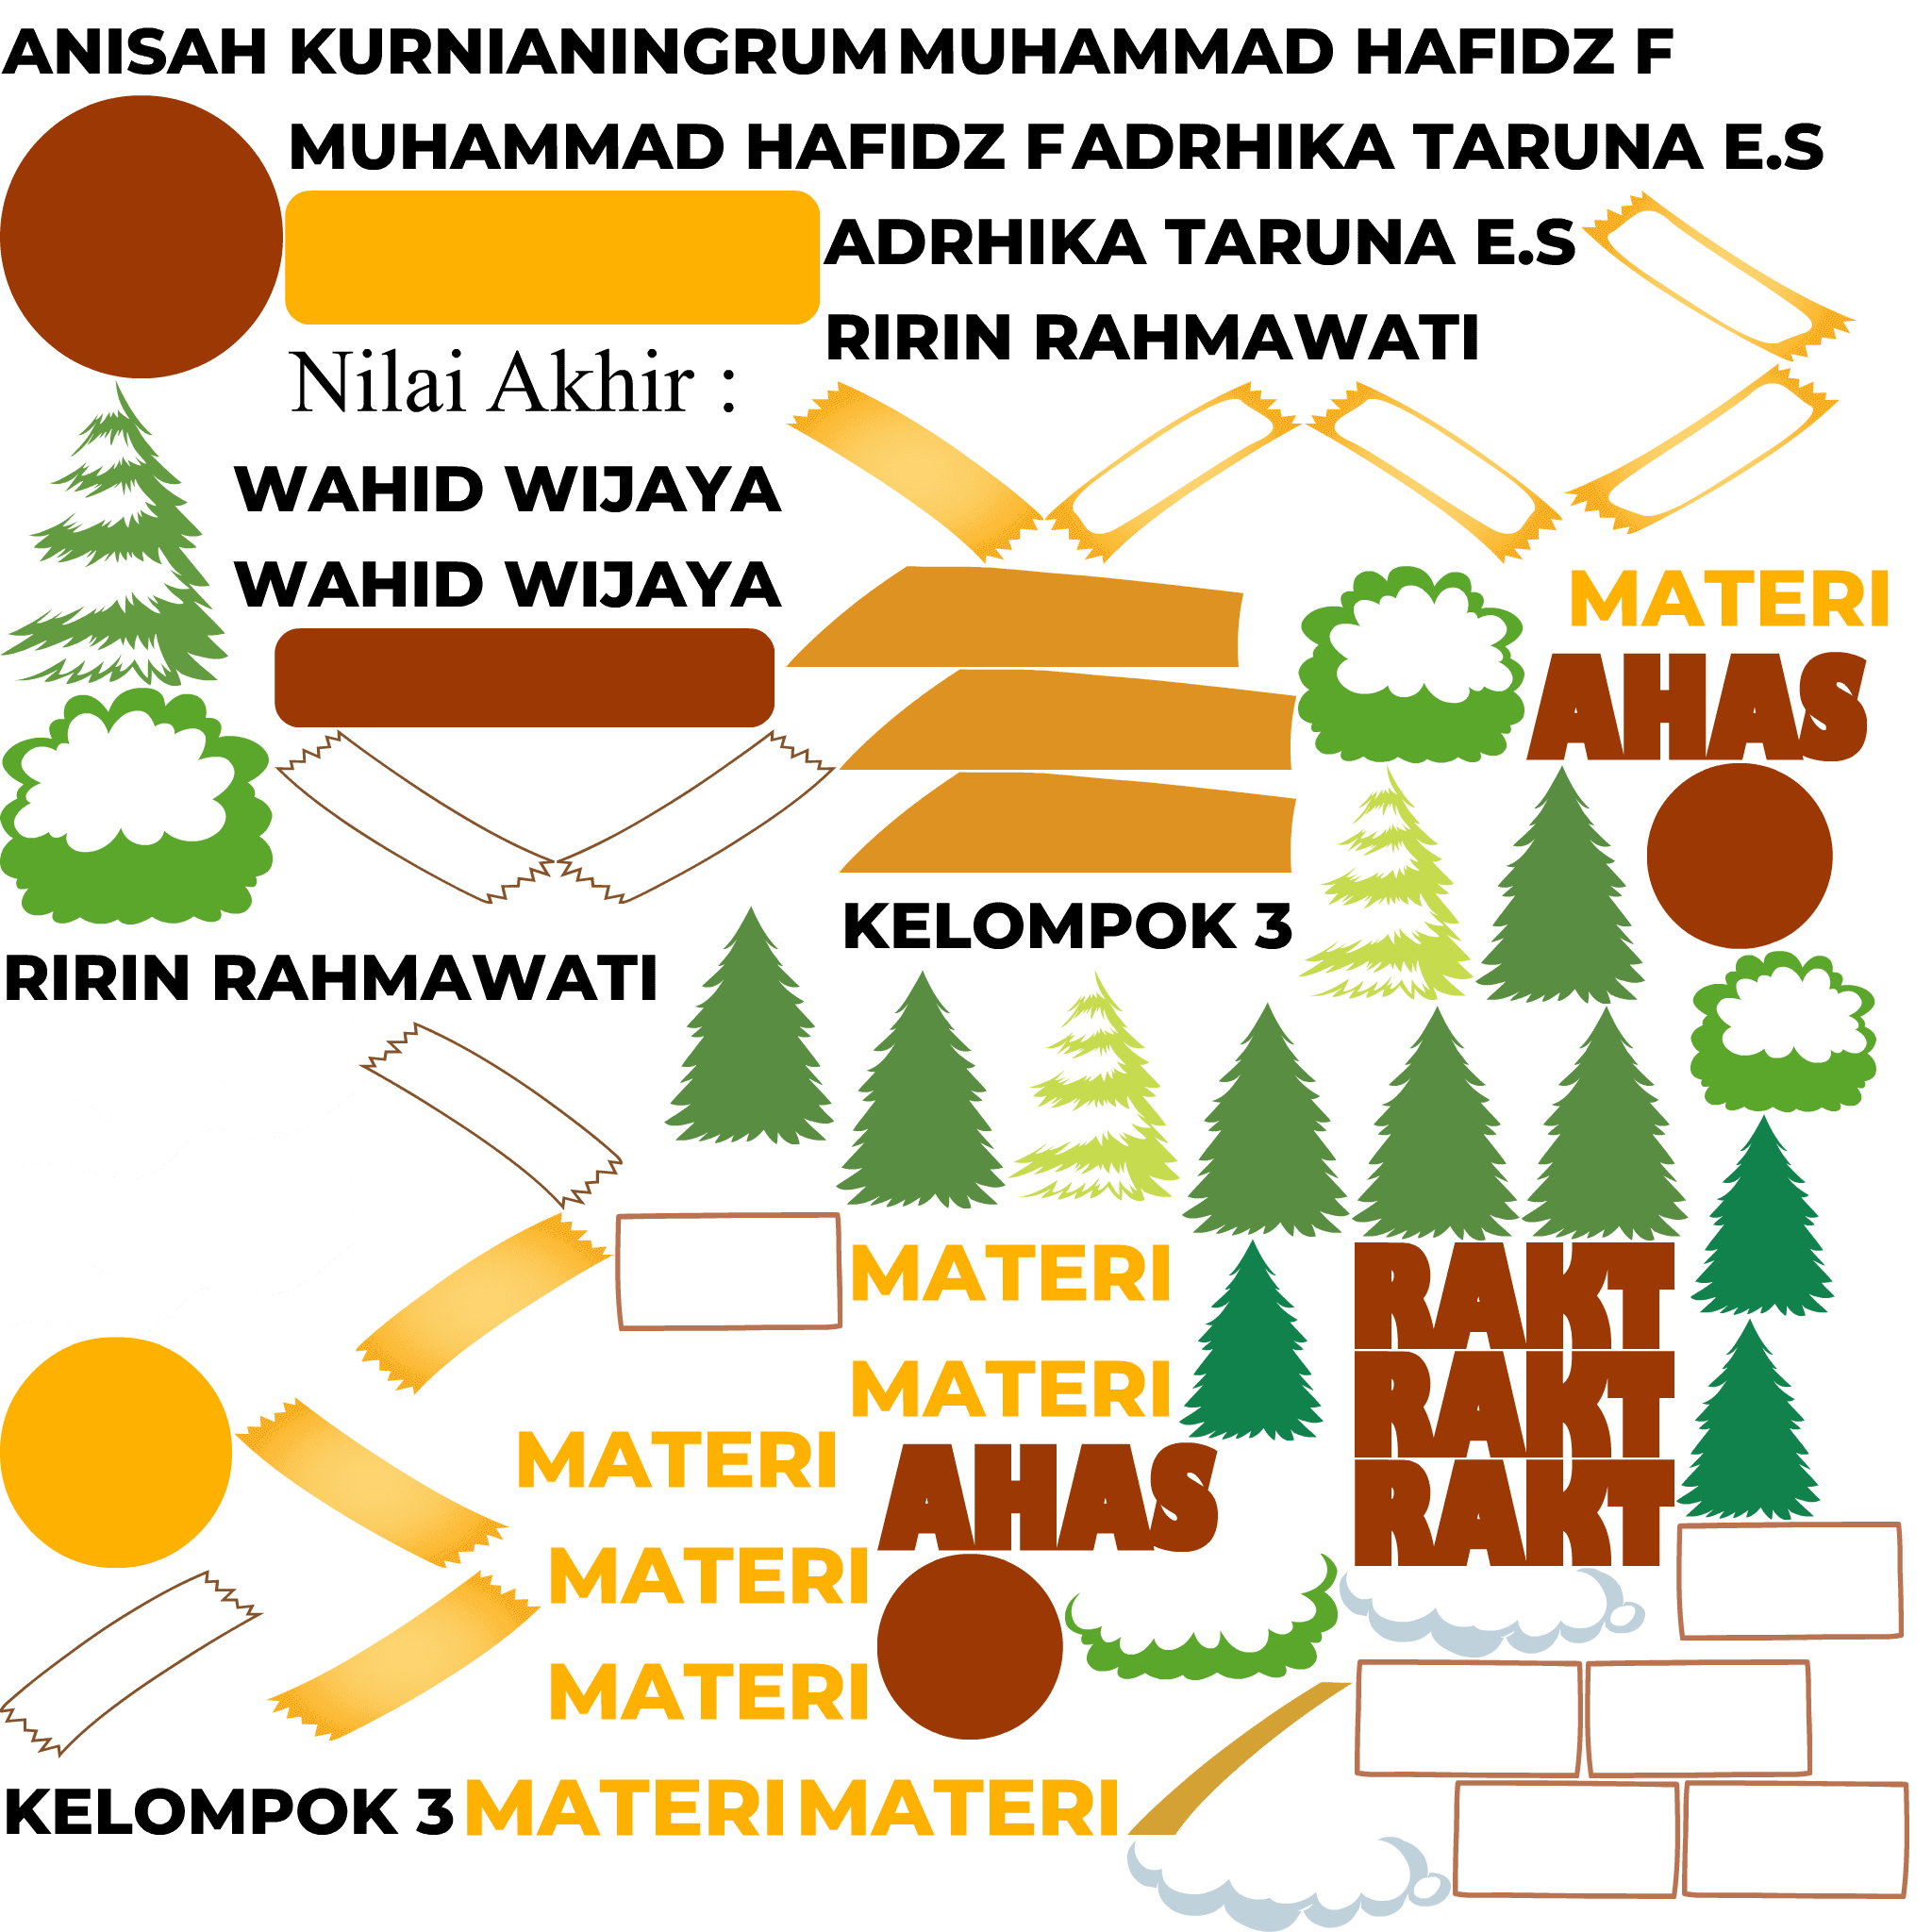 ANISAH KURNIANINGRUM MUHAMMAD HAFIDZ F
MUHAMMAD HAFIDZ F ADRHIKA TARUNA E.S
ADRHIKA TARUNA E.S
RIRIN RAHMAWATI
Nilai Akhir :
WAHID WIJAYA
WAHID WIJAYA
MATERI
AHAS
KELOMPOK 3
RIRIN RAHMAWATI
MATERI
RAKT
MATERI
RAKT
MATERI
AHAS
RAKT
MATERI
MATERI
KELOMPOK 3 MATERI MATERI